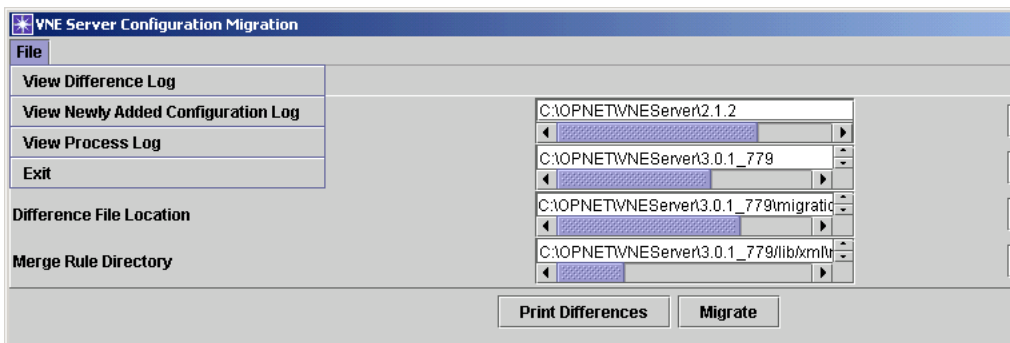 VNE Server Configuration Migration
File
View Difference Log
View Newly Added Configuration Log
View Process Log
Exit
C:\OPNET\VNEServer\2.1.2
C:\OPNET\VNEServer\3.0.1_779
Difference File Location
C:\OPNET\VNEServer\3.0.1_779\migratio
Merge Rule Directory
C:\OPNET\VNEServer\3.0.1_779/lib/xml\
Print Differences Migrate